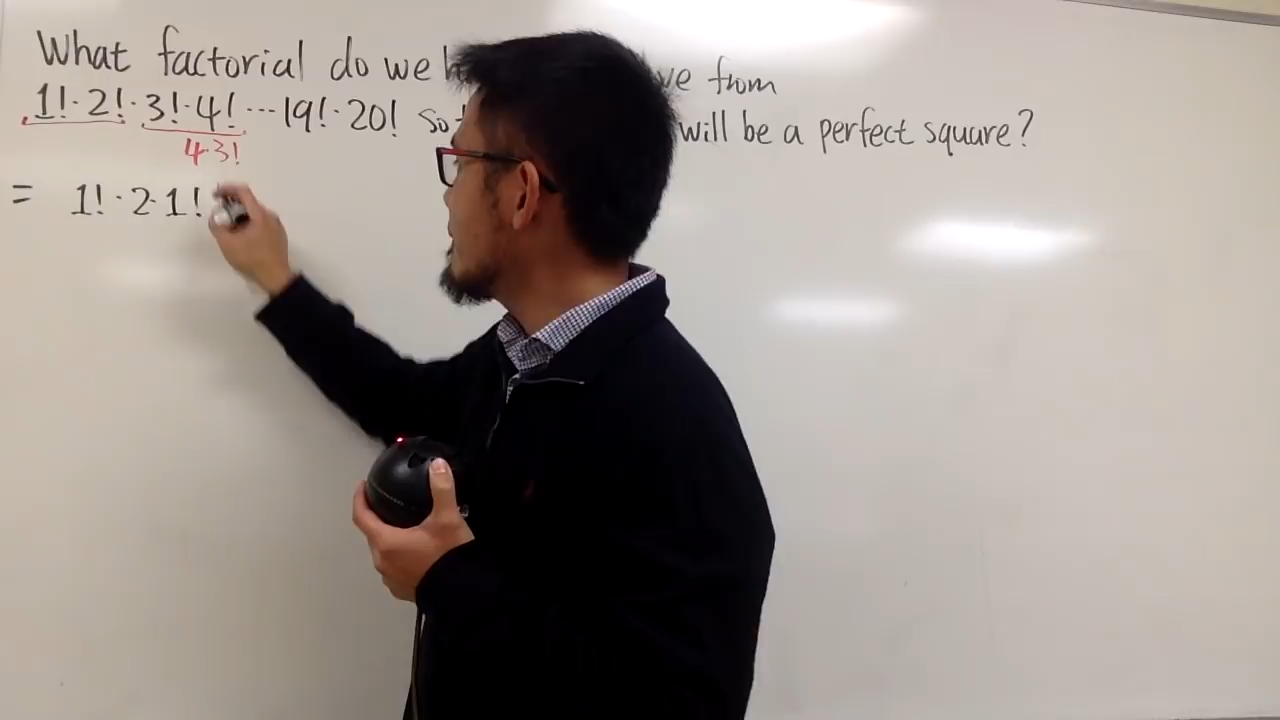 What factorial do we from
1!·2!·3!·4!···19!·20! So will be a perfect square?
4·3!
= 1!·2·1!